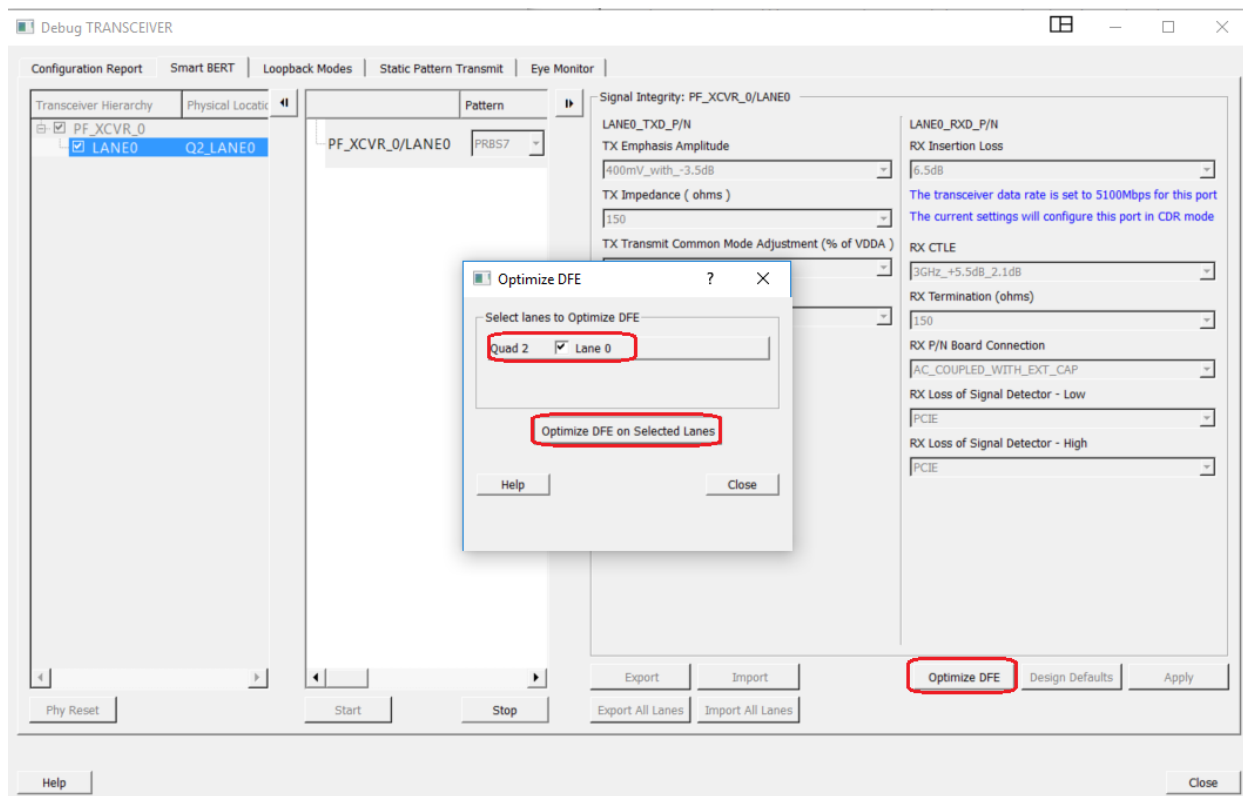 Debug TRANSCEIVER
Configuration Report
Smart BERT
Loopback Modes
Static Pattern Transmit
Eye Monitor
Transceiver Hierarchy
Physical Locatic
PF_XCVR_0
LANE0
Q2_LANE0
Pattern
PF_XCVR_0/LANE0
PRBS7
Signal Integrity: PF_XCVR_0/LANE0
LANE0_TXD_P/N
TX Emphasis Amplitude
400mV_with_-3.5dB
TX Impedance ( ohms )
150
TX Transmit Common Mode Adjustment (% of VDDA )
LANE0_RXD_P/N
RX Insertion Loss
6.5dB
The transceiver data rate is set to 5100Mbps for this port
The current settings will configure this port in CDR mode
RX CTLE
3GHz_+5.5dB_2.1dB
RX Termination (ohms)
150
RX P/N Board Connection
AC_COUPLED_WITH_EXT_CAP
RX Loss of Signal Detector - Low
PCIE
RX Loss of Signal Detector - High
PCIE
Optimize DFE
?
Select lanes to Optimize DFE
Quad 2
Lane 0
Optimize DFE on Selected Lanes
Help
Close
Export
Import
Optimize DFE
Design Defaults
Apply
Phy Reset
Start
Stop
Export All Lanes
Import All Lanes
Help
Close